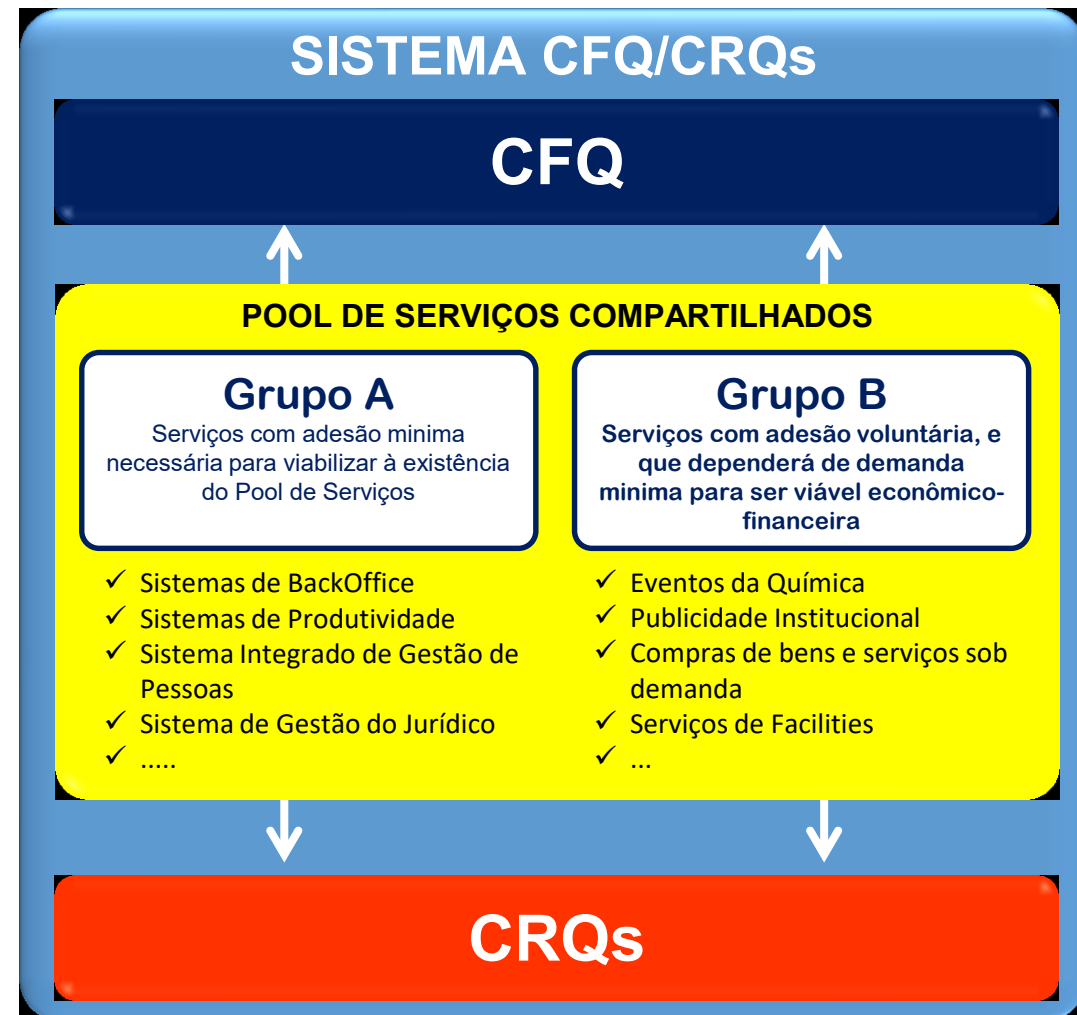 SISTEMA CFQ/CRQs
CFQ
POOL DE SERVIÇOS COMPARTILHADOS
Grupo A
Serviços com adesão minima
necessária para viabilizar à existência
do Pool de Serviços
✓ Sistemas de BackOffice
✓ Sistemas de Produtividade
✓ Sistema Integrado de Gestão de
Pessoas
✓ Sistema de Gestão do Jurídico
✓ .....
Grupo B
Serviços com adesão voluntária, e
que dependerá de demanda
minima para ser viável econômico-
financeira
✓ Eventos da Química
✓ Publicidade Institucional
✓ Compras de bens e serviços sob
demanda
✓ Serviços de Facilities
✓ ...
CRQs